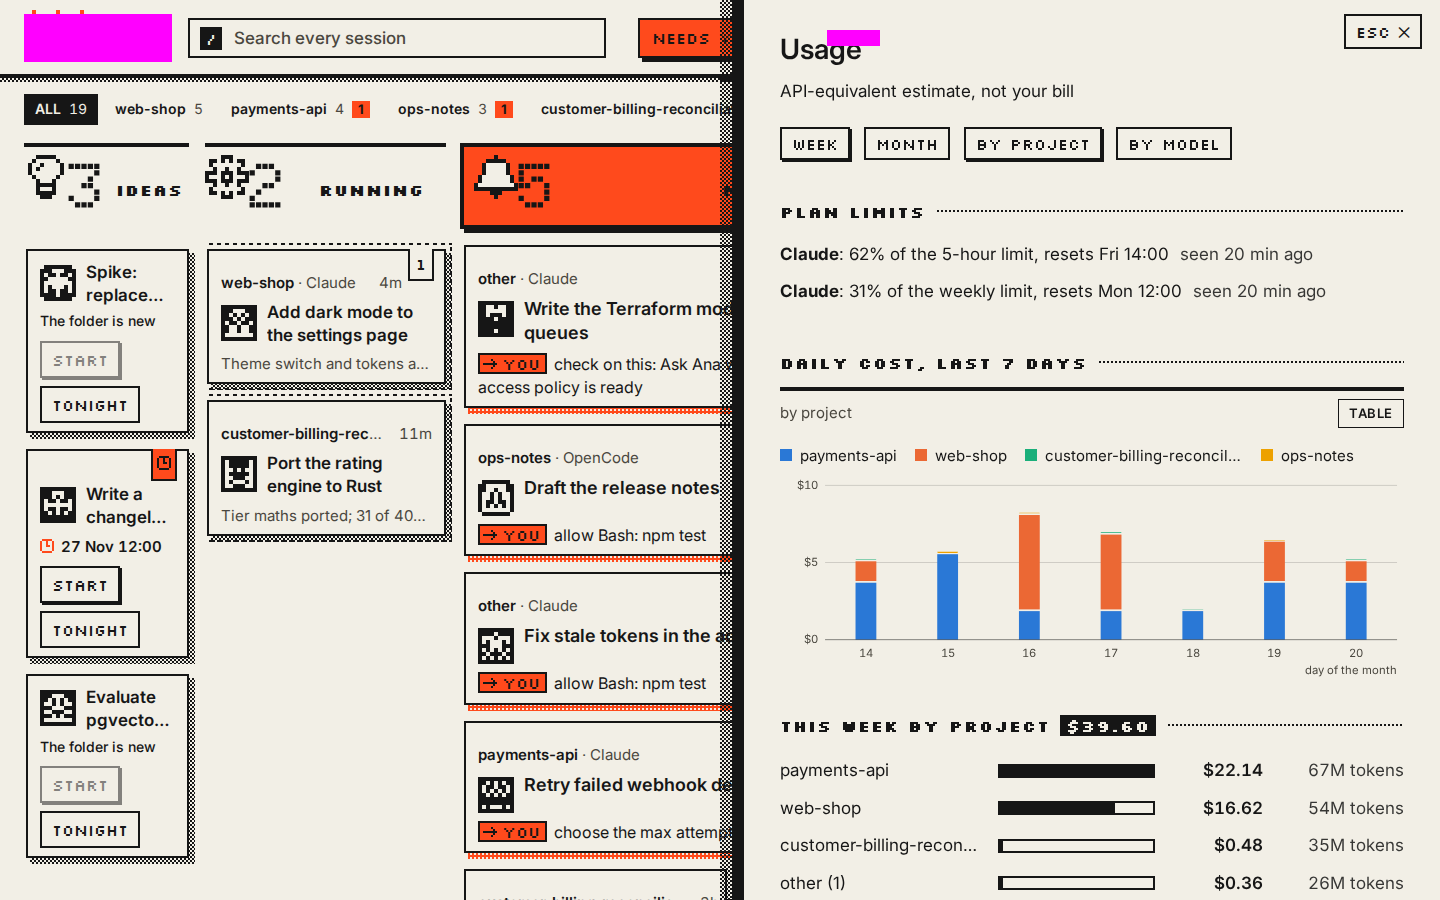 Search every session
NEEDS
ALL 19
web-shop 5
payments-api 4 1
ops-notes 3 1
customer-billing-reconcilia
3 IDEAS
2 RUNNING
5
Spike:
replace...
The folder is new
START
TONIGHT
Write a
changel...
27 Nov 12:00
START
TONIGHT
Evaluate
pgvecto...
The folder is new
START
TONIGHT
1
web-shop · Claude 4m
Add dark mode to
the settings page
Theme switch and tokens a...
customer-billing-rec... 11m
Port the rating
engine to Rust
Tier maths ported; 31 of 40...
other · Claude
Write the Terraform mod
queues
→ YOU check on this: Ask Ana
access policy is ready
ops-notes · OpenCode
Draft the release notes
→ YOU allow Bash: npm test
other · Claude
Fix stale tokens in the
→ YOU allow Bash: npm test
payments-api · Claude
Retry failed webhook de
→ YOU choose the max attempt
ESC ×
Usage
API-equivalent estimate, not your bill
WEEK
MONTH
BY PROJECT
BY MODEL
PLAN LIMITS
Claude: 62% of the 5-hour limit, resets Fri 14:00 seen 20 min ago
Claude: 31% of the weekly limit, resets Mon 12:00 seen 20 min ago
DAILY COST, LAST 7 DAYS
by project
TABLE
payments-api
web-shop
customer-billing-reconcil...
ops-notes
$10
$5
$0
14 15 16 17 18 19 20
day of the month
THIS WEEK BY PROJECT $39.60
payments-api $22.14 67M tokens
web-shop $16.62 54M tokens
customer-billing-recon... $0.48 35M tokens
other (1) $0.36 26M tokens